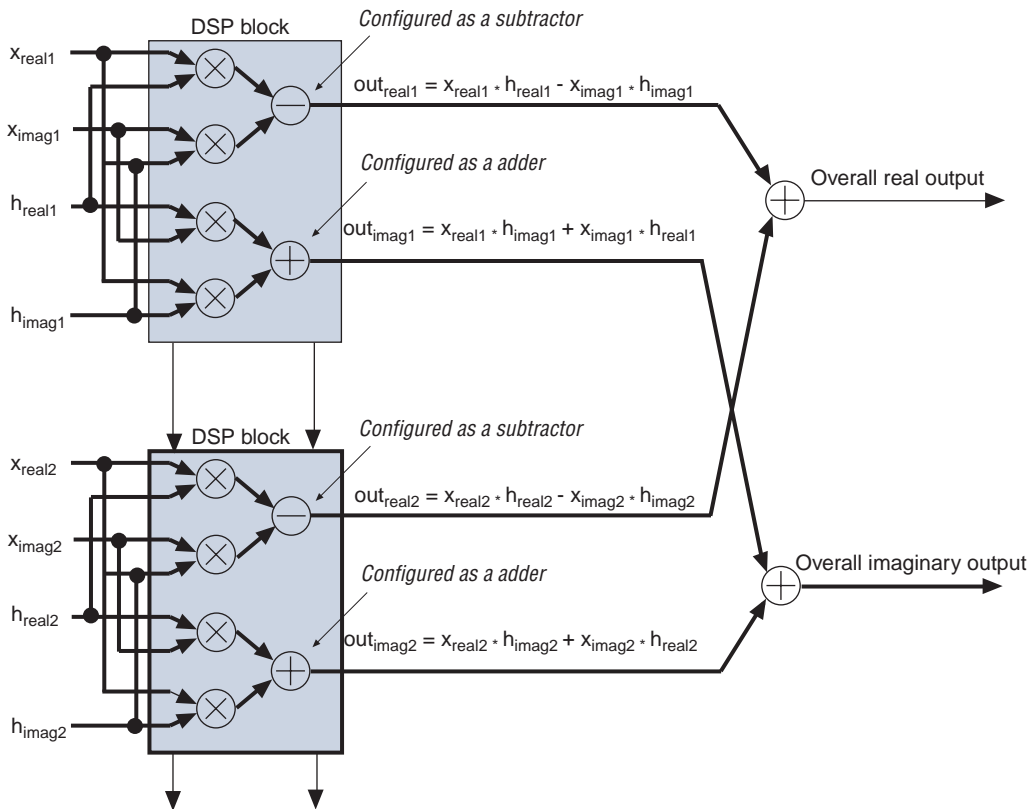 Configured as a subtractor
DSP block
x_real1
out_real1 = x_real1 * h_real1 - x_imag1 * h_imag1
x_imag1
Configured as a adder
Overall real output
h_real1
out_imag1 = x_real1 * h_imag1 + x_imag1 * h_real1
h_imag1
Configured as a subtractor
DSP block
x_real2
out_real2 = x_real2 * h_real2 - x_imag2 * h_imag2
x_imag2
Overall imaginary output
Configured as a adder
h_real2
out_imag2 = x_real2 * h_imag2 + x_imag2 * h_real2
h_imag2